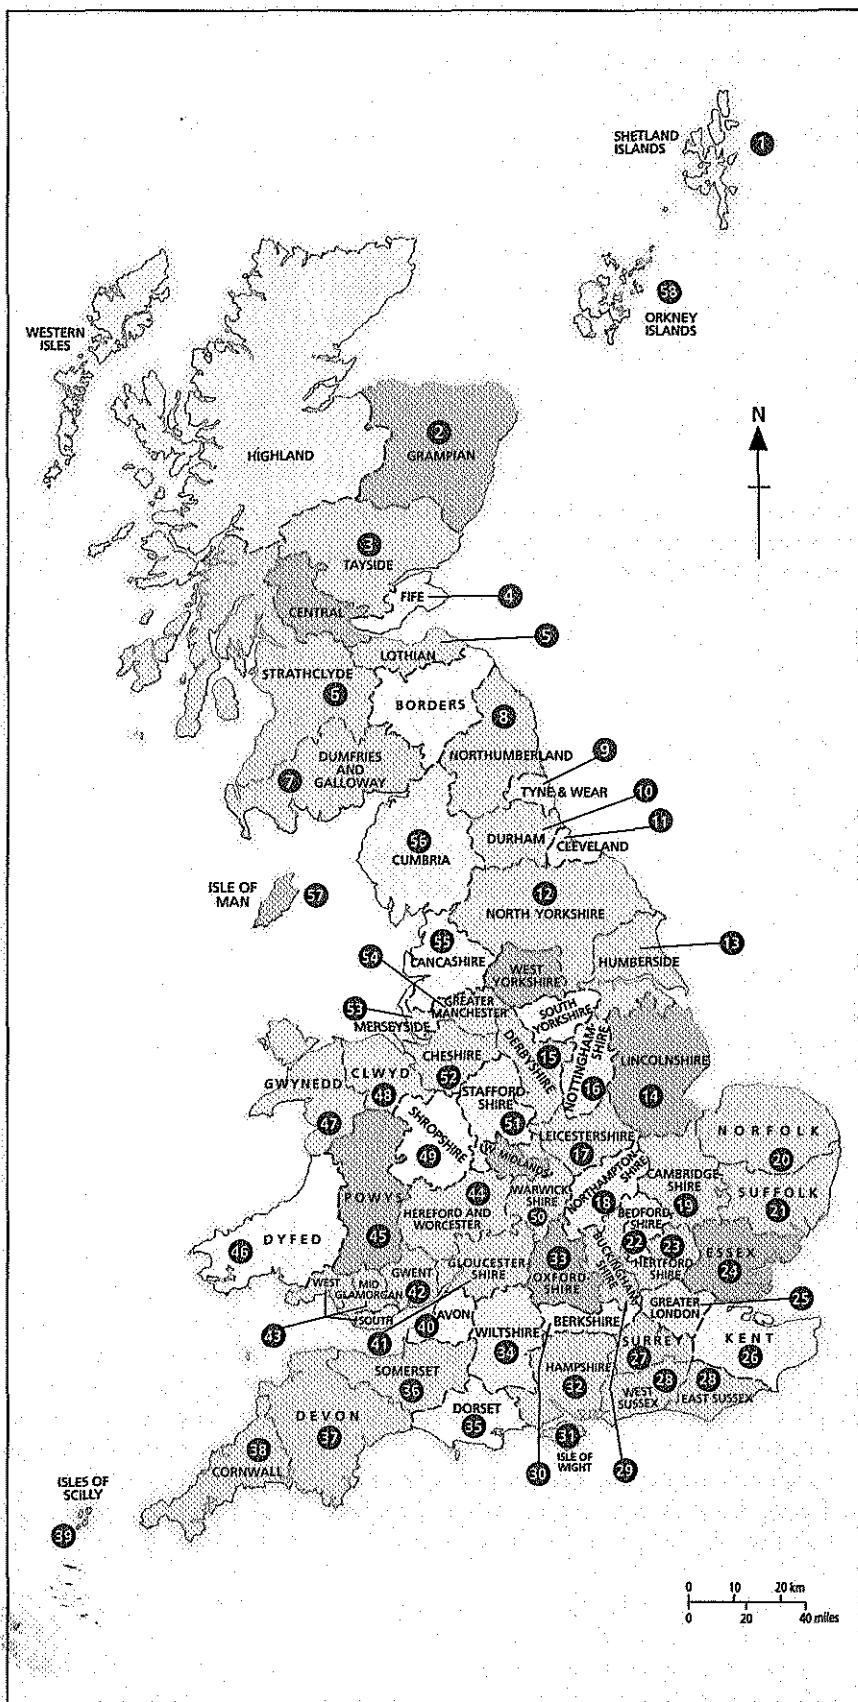 SHETLAND
ISLANDS
1
58
ORKNEY
ISLANDS
WESTERN
ISLES
N
2
GRAMPIAN
HIGHLAND
3
TAYSIDE
FIFE
4
CENTRAL
5
LOTHIAN
STRATHCLYDE
6
BORDERS
8
NORTHUMBERLAND
DUMFRIES
AND
GALLOWAY
7
9
TYNE & WEAR
10
11
DURHAM
CLEVELAND
56
CUMBRIA
ISLE OF
MAN
57
12
NORTH YORKSHIRE
13
HUMBERSIDE
55
LANCASHIRE
54
WEST
YORKSHIRE
GREATER
MANCHESTER
53
MERSEYSIDE
SOUTH
YORKSHIRE
DERBYSHIRE
15
NOTTINGHAM-
SHIRE
16
LINCOLNSHIRE
14
CHESHIRE
52
GWYNEDD
47
CLWYD
48
STAFFORD-
SHIRE
51
SHROPSHIRE
49
LEICESTERSHIRE
17
NORFOLK
20
W. MIDLANDS
NORTHAMPTON-
SHIRE
18
CAMBRIDGE-
SHIRE
19
SUFFOLK
21
POWYS
45
44
HEREFORD AND
WORCESTER
WARWICK
SHIRE
50
BEDFORD
SHIRE
22
23
HERTFORD
SHIRE
ESSEX
24
46
DYFED
GWENT
42
GLOUCESTER
SHIRE
33
OXFORD
SHIRE
BUCKINGHAM
SHIRE
WEST
MID
GLAMORGAN
SOUTH
43
41
AVON
40
WILTSHIRE
34
BERKSHIRE
GREATER
LONDON
25
SURREY
27
KENT
26
SOMERSET
36
HAMPSHIRE
32
WEST
SUSSEX
28
28
EAST SUSSEX
DEVON
37
DORSET
35
31
ISLE OF
WIGHT
30
29
38
CORNWALL
ISLES OF
SCILLY
39
0 10 20 km
0 20 40 miles